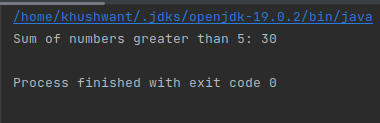 /home/khushwant/.jdks/openjdk-19.0.2/bin/java
Sum of numbers greater than 5: 30
Process finished with exit code 0